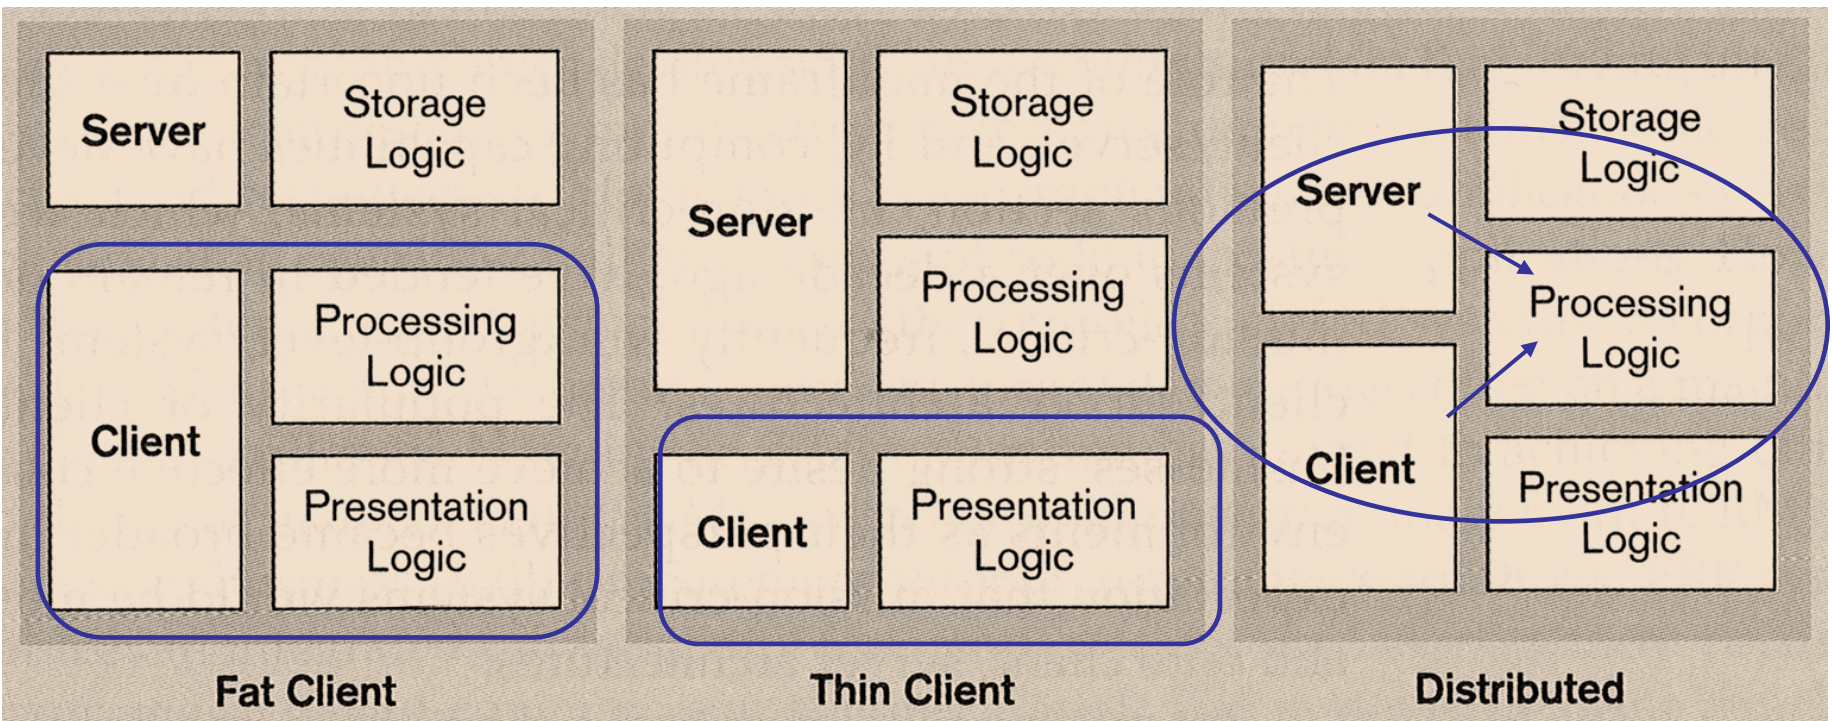 Server
Storage
Logic
Client
Processing
Logic
Presentation
Logic
Fat Client
Server
Storage
Logic
Processing
Logic
Client
Presentation
Logic
Thin Client
Server
Storage
Logic
Processing
Logic
Client
Presentation
Logic
Distributed